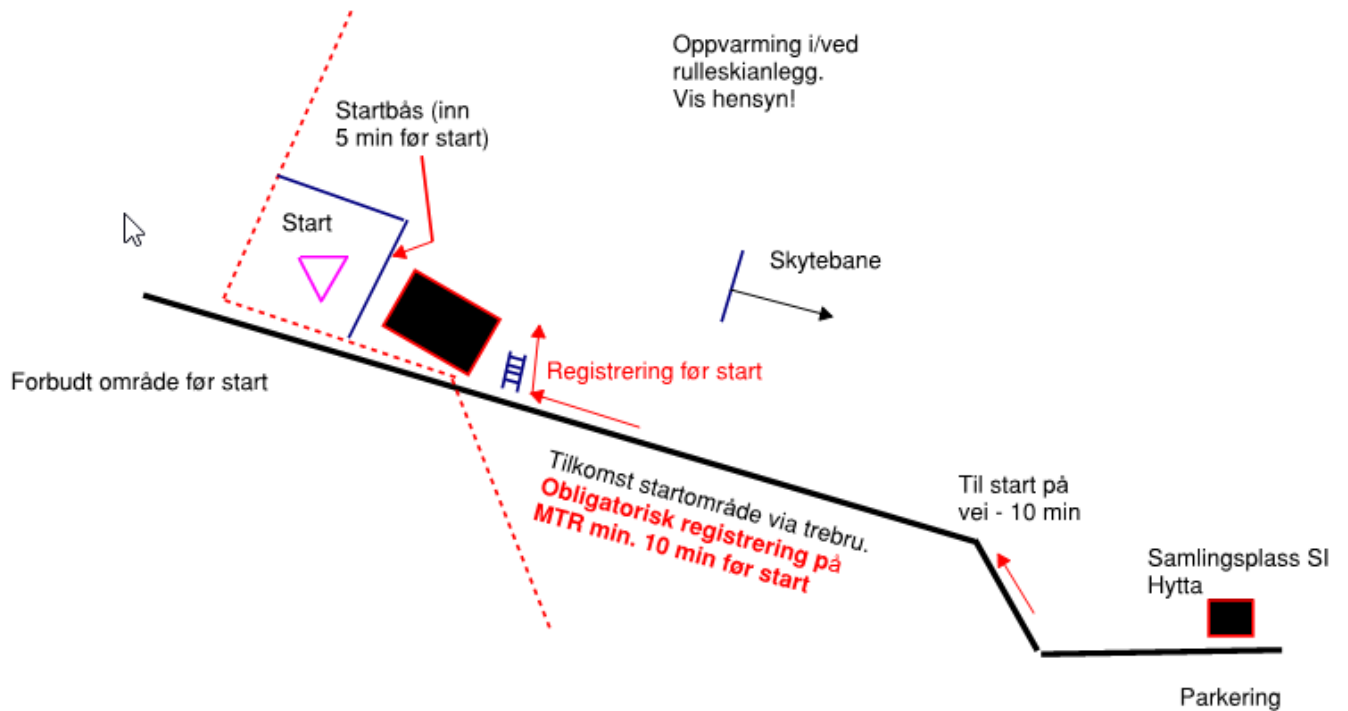 Oppvarming i/ved
rulleskianlegg.
Vis hensyn!
Startbås (inn
5 min før start)
Start
Skytebane
Forbudt område før start
Registrering før start
Tilkomst startområde via trebru.
Obligatorisk registrering på
MTR min. 10 min før start
Til start på
vei - 10 min
Samlingsplass SI
Hytta
Parkering